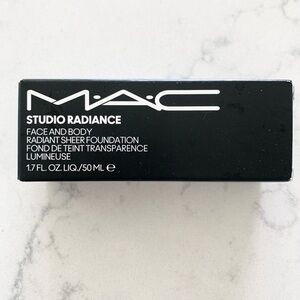 M·A·C
STUDIO RADIANCE
FACE AND BODY
RADIANT SHEER FOUNDATION
FOND DE TEINT TRANSPARENCE
LUMINEUSE
1.7 FL. OZ. LIQ./50 ML ℮